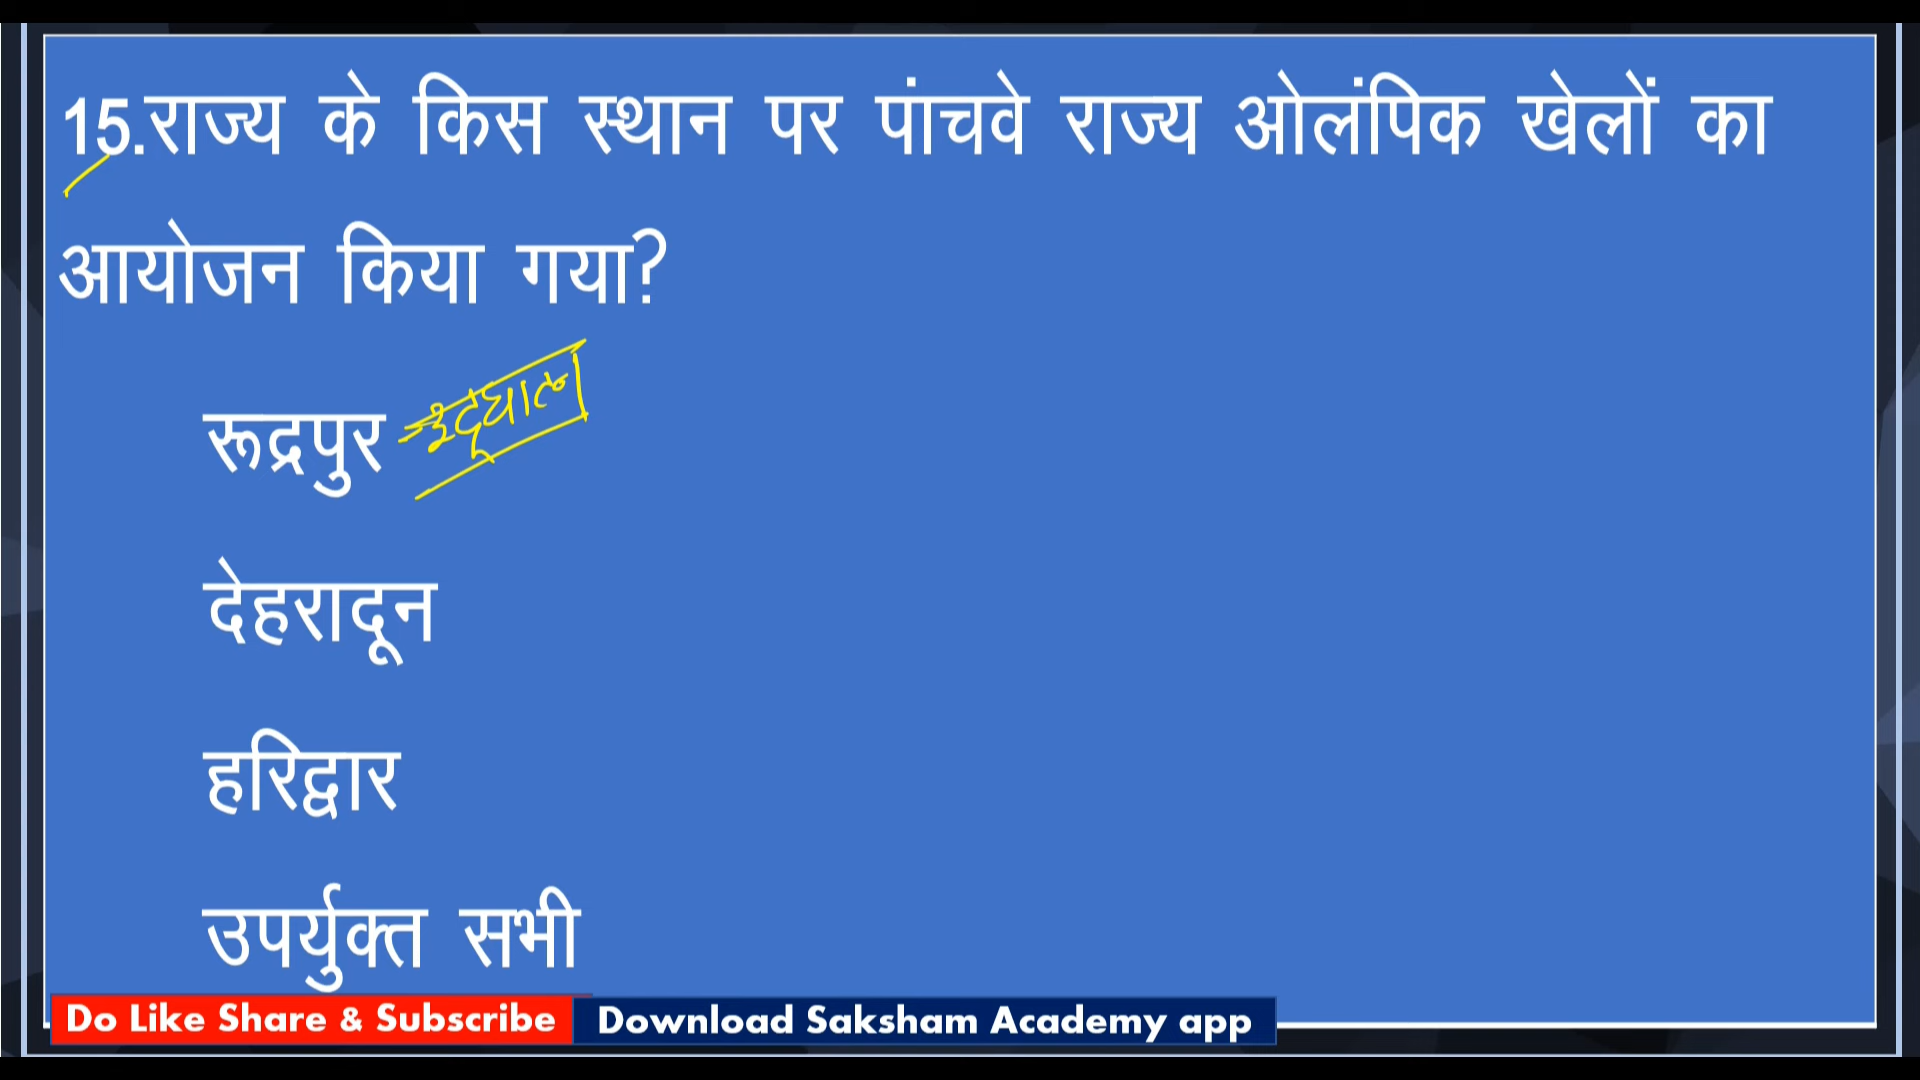 15.राज्य के किस स्थान पर पांचवे राज्य ओलंपिक खेलों का
आयोजन किया गया?
रूद्रपुर
देहरादून
हरिद्वार
उपर्युक्त सभी
Do Like Share & Subscribe Download Saksham Academy app